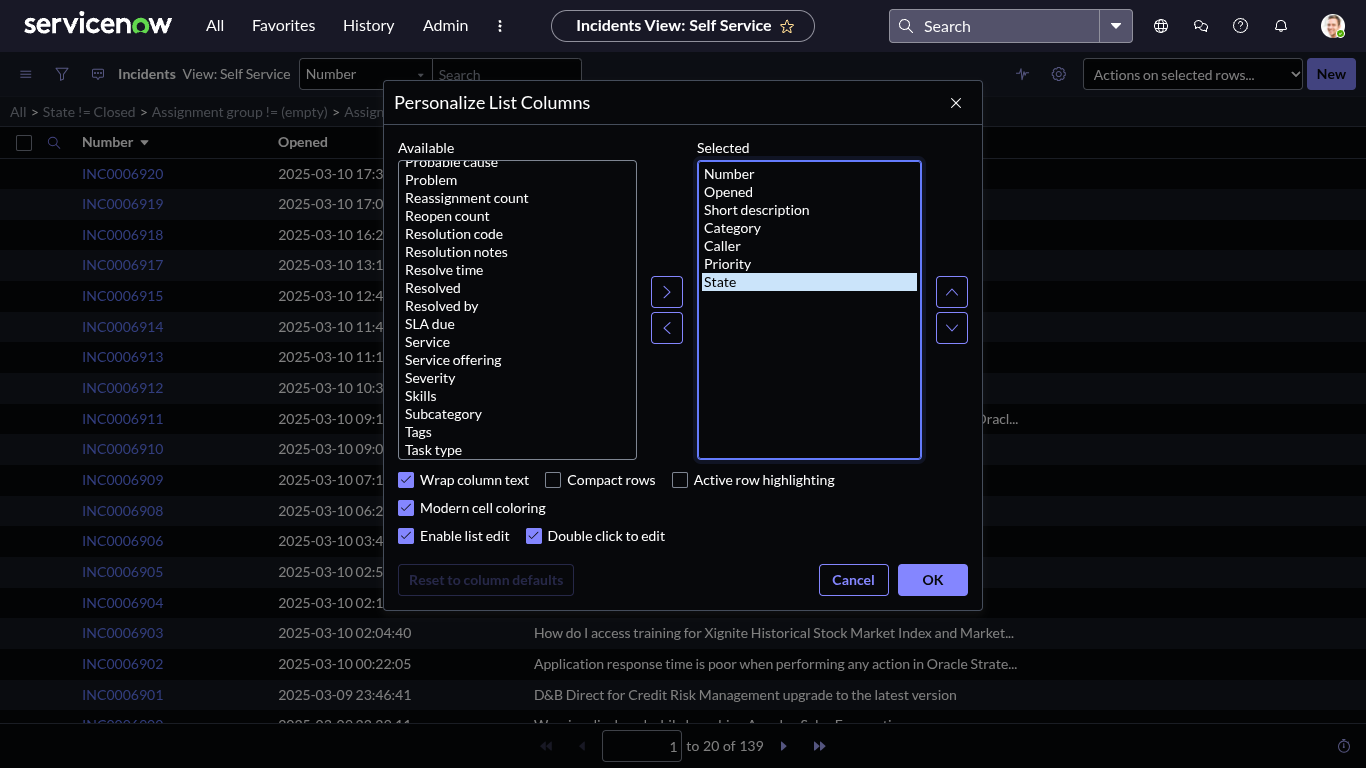 servicenow
All
Favorites
History
Admin
Incidents View: Self Service
Search
Incidents View: Self Service
Number
Search
Actions on selected rows...
New
All > State != Closed > Assignment group != (empty) > Assign
Number
Opened
INC0006920 2025-03-10 17:3
INC0006919 2025-03-10 17:0
INC0006918 2025-03-10 16:2
INC0006917 2025-03-10 13:1
INC0006915 2025-03-10 12:4
INC0006914 2025-03-10 11:4
INC0006913 2025-03-10 11:1
INC0006912 2025-03-10 10:3
INC0006911 2025-03-10 09:1 Oracl...
INC0006910 2025-03-10 09:0
INC0006909 2025-03-10 07:1
INC0006908 2025-03-10 06:2
INC0006906 2025-03-10 03:4
INC0006905 2025-03-10 02:5
INC0006904 2025-03-10 02:1
INC0006903 2025-03-10 02:04:40 How do I access training for Xignite Historical Stock Market Index and Market...
INC0006902 2025-03-10 00:22:05 Application response time is poor when performing any action in Oracle Strate...
INC0006901 2025-03-09 23:46:41 D&B Direct for Credit Risk Management upgrade to the latest version
1 to 20 of 139
Personalize List Columns
Available
Probable cause
Problem
Reassignment count
Reopen count
Resolution code
Resolution notes
Resolve time
Resolved
Resolved by
SLA due
Service
Service offering
Severity
Skills
Subcategory
Tags
Task type
Selected
Number
Opened
Short description
Category
Caller
Priority
State
Wrap column text
Compact rows
Active row highlighting
Modern cell coloring
Enable list edit
Double click to edit
Reset to column defaults
Cancel
OK